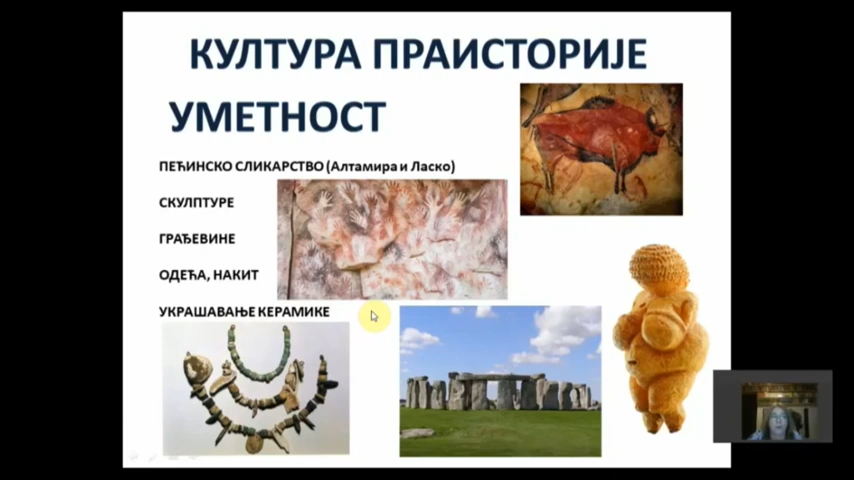 КУЛТУРА ПРАИСТОРИЈЕ
УМЕТНОСТ
ПЕЋИНСКО СЛИКАРСТВО (Алтамира и Ласко)
СКУЛПТУРЕ
ГРАЂЕВИНЕ
ОДЕЋА, НАКИТ
УКРАШАВАЊЕ КЕРАМИКЕ